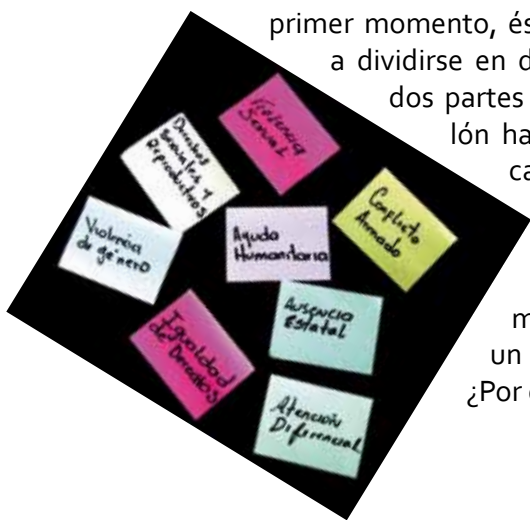 primer momento, és
a dividirse en d
dos partes
lón ha
ca
m
un
¿Por
Violencia
Sexual
Derechos
Sexuales y
Reproductivos
Conflicto
Armado
Violencia
de género
Ayuda
Humanitaria
Ausencia
Estatal
Igualdad
de Derechos
Atención
Diferencial